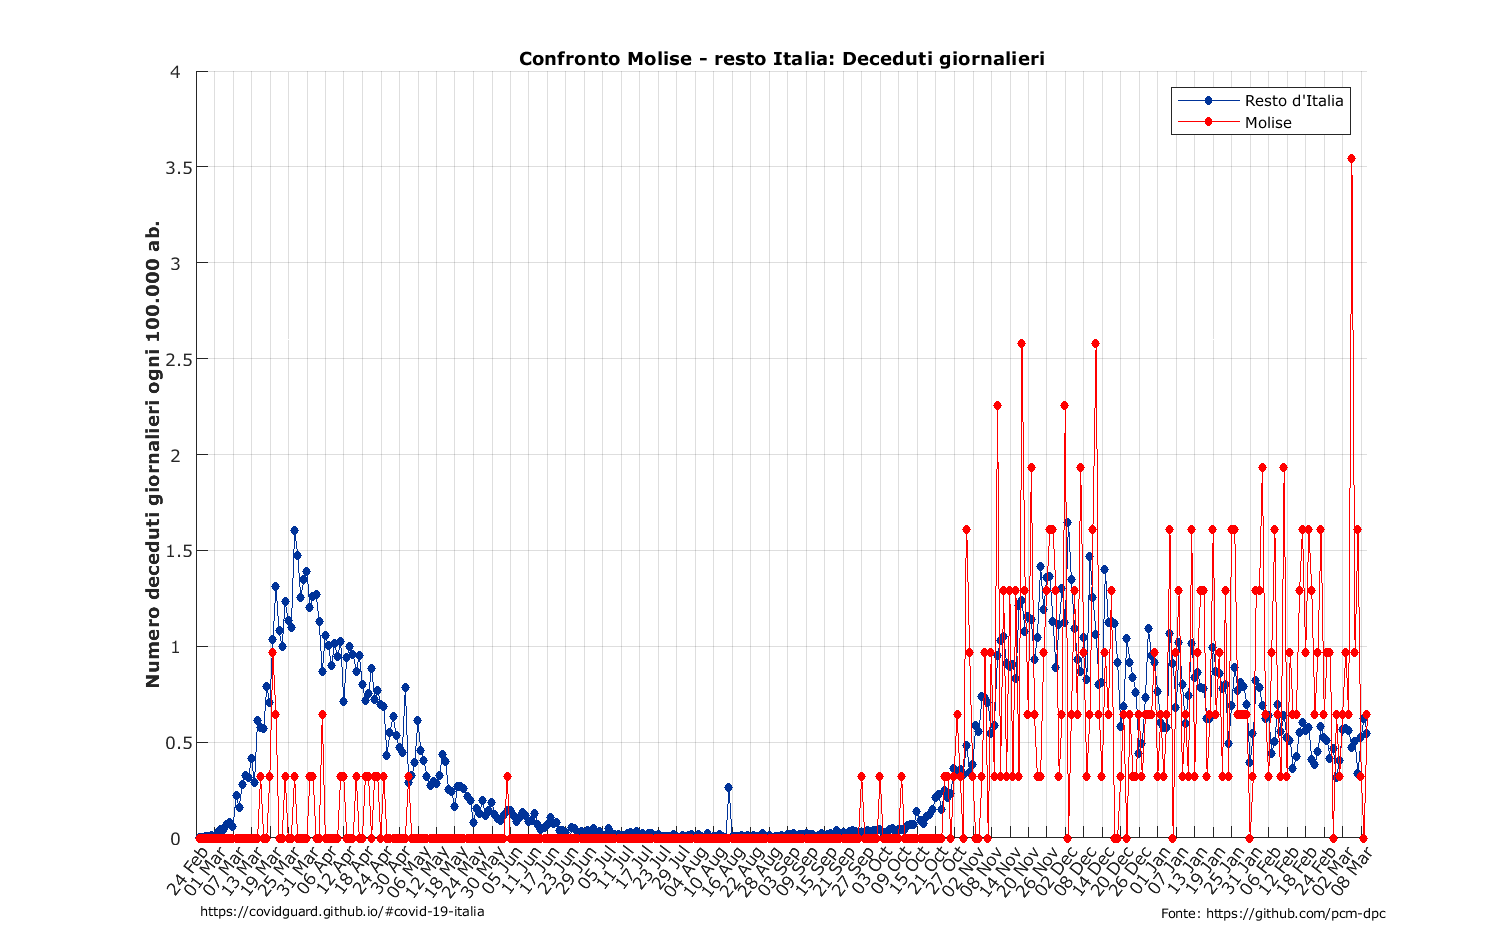 Confronto Molise - resto Italia: Deceduti giornalieri
Numero deceduti giornalieri ogni 100.000 ab.
4
3.5
3
2.5
2
1.5
1
0.5
0
Resto d'Italia
Molise
24 Feb
01 Mar
07 Mar
13 Mar
19 Mar
25 Mar
31 Mar
06 Apr
12 Apr
18 Apr
24 Apr
30 Apr
06 May
12 May
18 May
24 May
30 May
05 Jun
11 Jun
17 Jun
23 Jun
29 Jun
05 Jul
11 Jul
17 Jul
23 Jul
29 Jul
04 Aug
10 Aug
16 Aug
22 Aug
28 Aug
03 Sep
09 Sep
15 Sep
21 Sep
27 Sep
03 Oct
09 Oct
15 Oct
21 Oct
27 Oct
02 Nov
08 Nov
14 Nov
20 Nov
26 Nov
02 Dec
08 Dec
14 Dec
20 Dec
26 Dec
01 Jan
07 Jan
13 Jan
19 Jan
25 Jan
31 Jan
06 Feb
12 Feb
18 Feb
24 Feb
02 Mar
08 Mar
https://covidguard.github.io/#covid-19-italia
Fonte: https://github.com/pcm-dpc